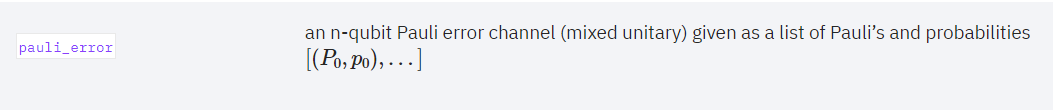 pauli_error
an n-qubit Pauli error channel (mixed unitary) given as a list of Pauli’s and probabilities
[(P₀, p₀), . . . ]